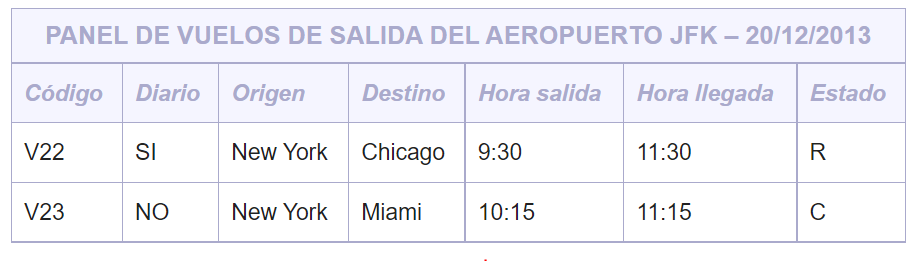 PANEL DE VUELOS DE SALIDA DEL AEROPUERTO JFK – 20/12/2013
Código Diario Origen Destino Hora salida Hora llegada Estado
V22 SI New York Chicago 9:30 11:30 R
V23 NO New York Miami 10:15 11:15 C